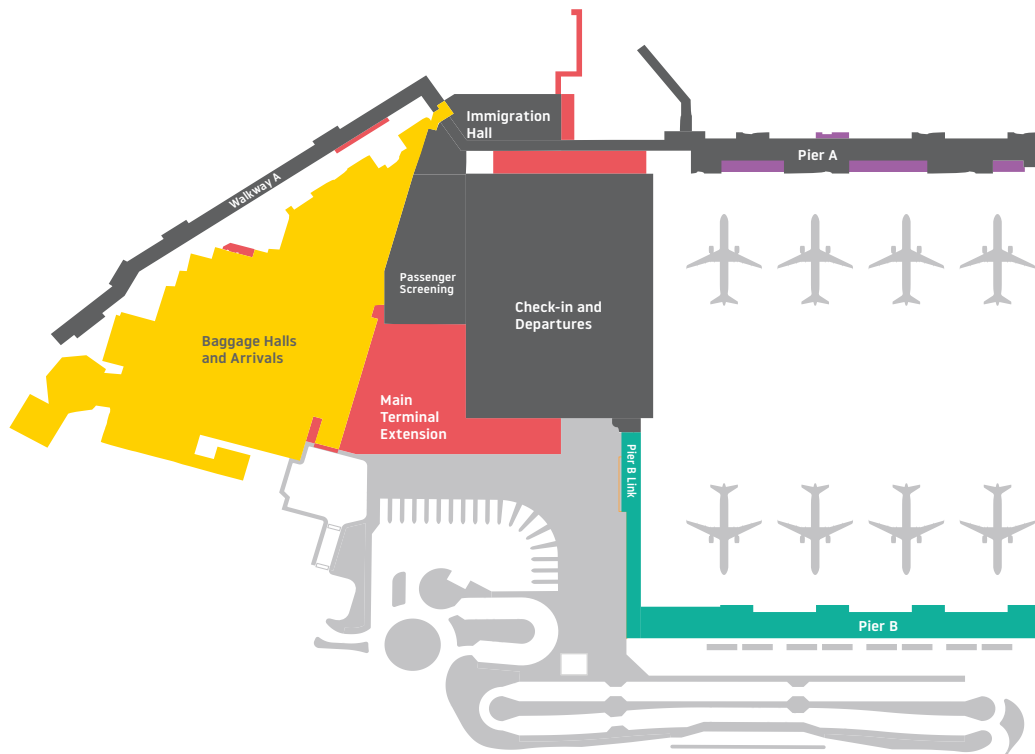 Immigration
Hall
Pier A
Walkway A
Passenger
Screening
Check-in and
Departures
Baggage Halls
and Arrivals
Main
Terminal
Extension
Pier B Link
Pier B